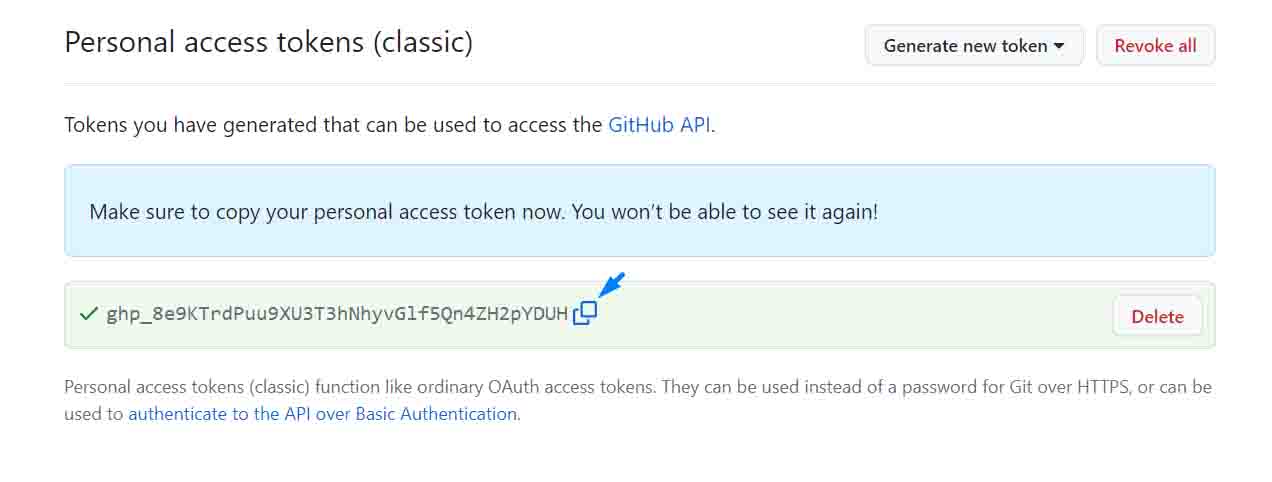 Personal access tokens (classic)
Generate new token
Revoke all
Tokens you have generated that can be used to access the GitHub API.
Make sure to copy your personal access token now. You won’t be able to see it again!
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
Delete
Personal access tokens (classic) function like ordinary OAuth access tokens. They can be used instead of a password for Git over HTTPS, or can be
used to authenticate to the API over Basic Authentication.